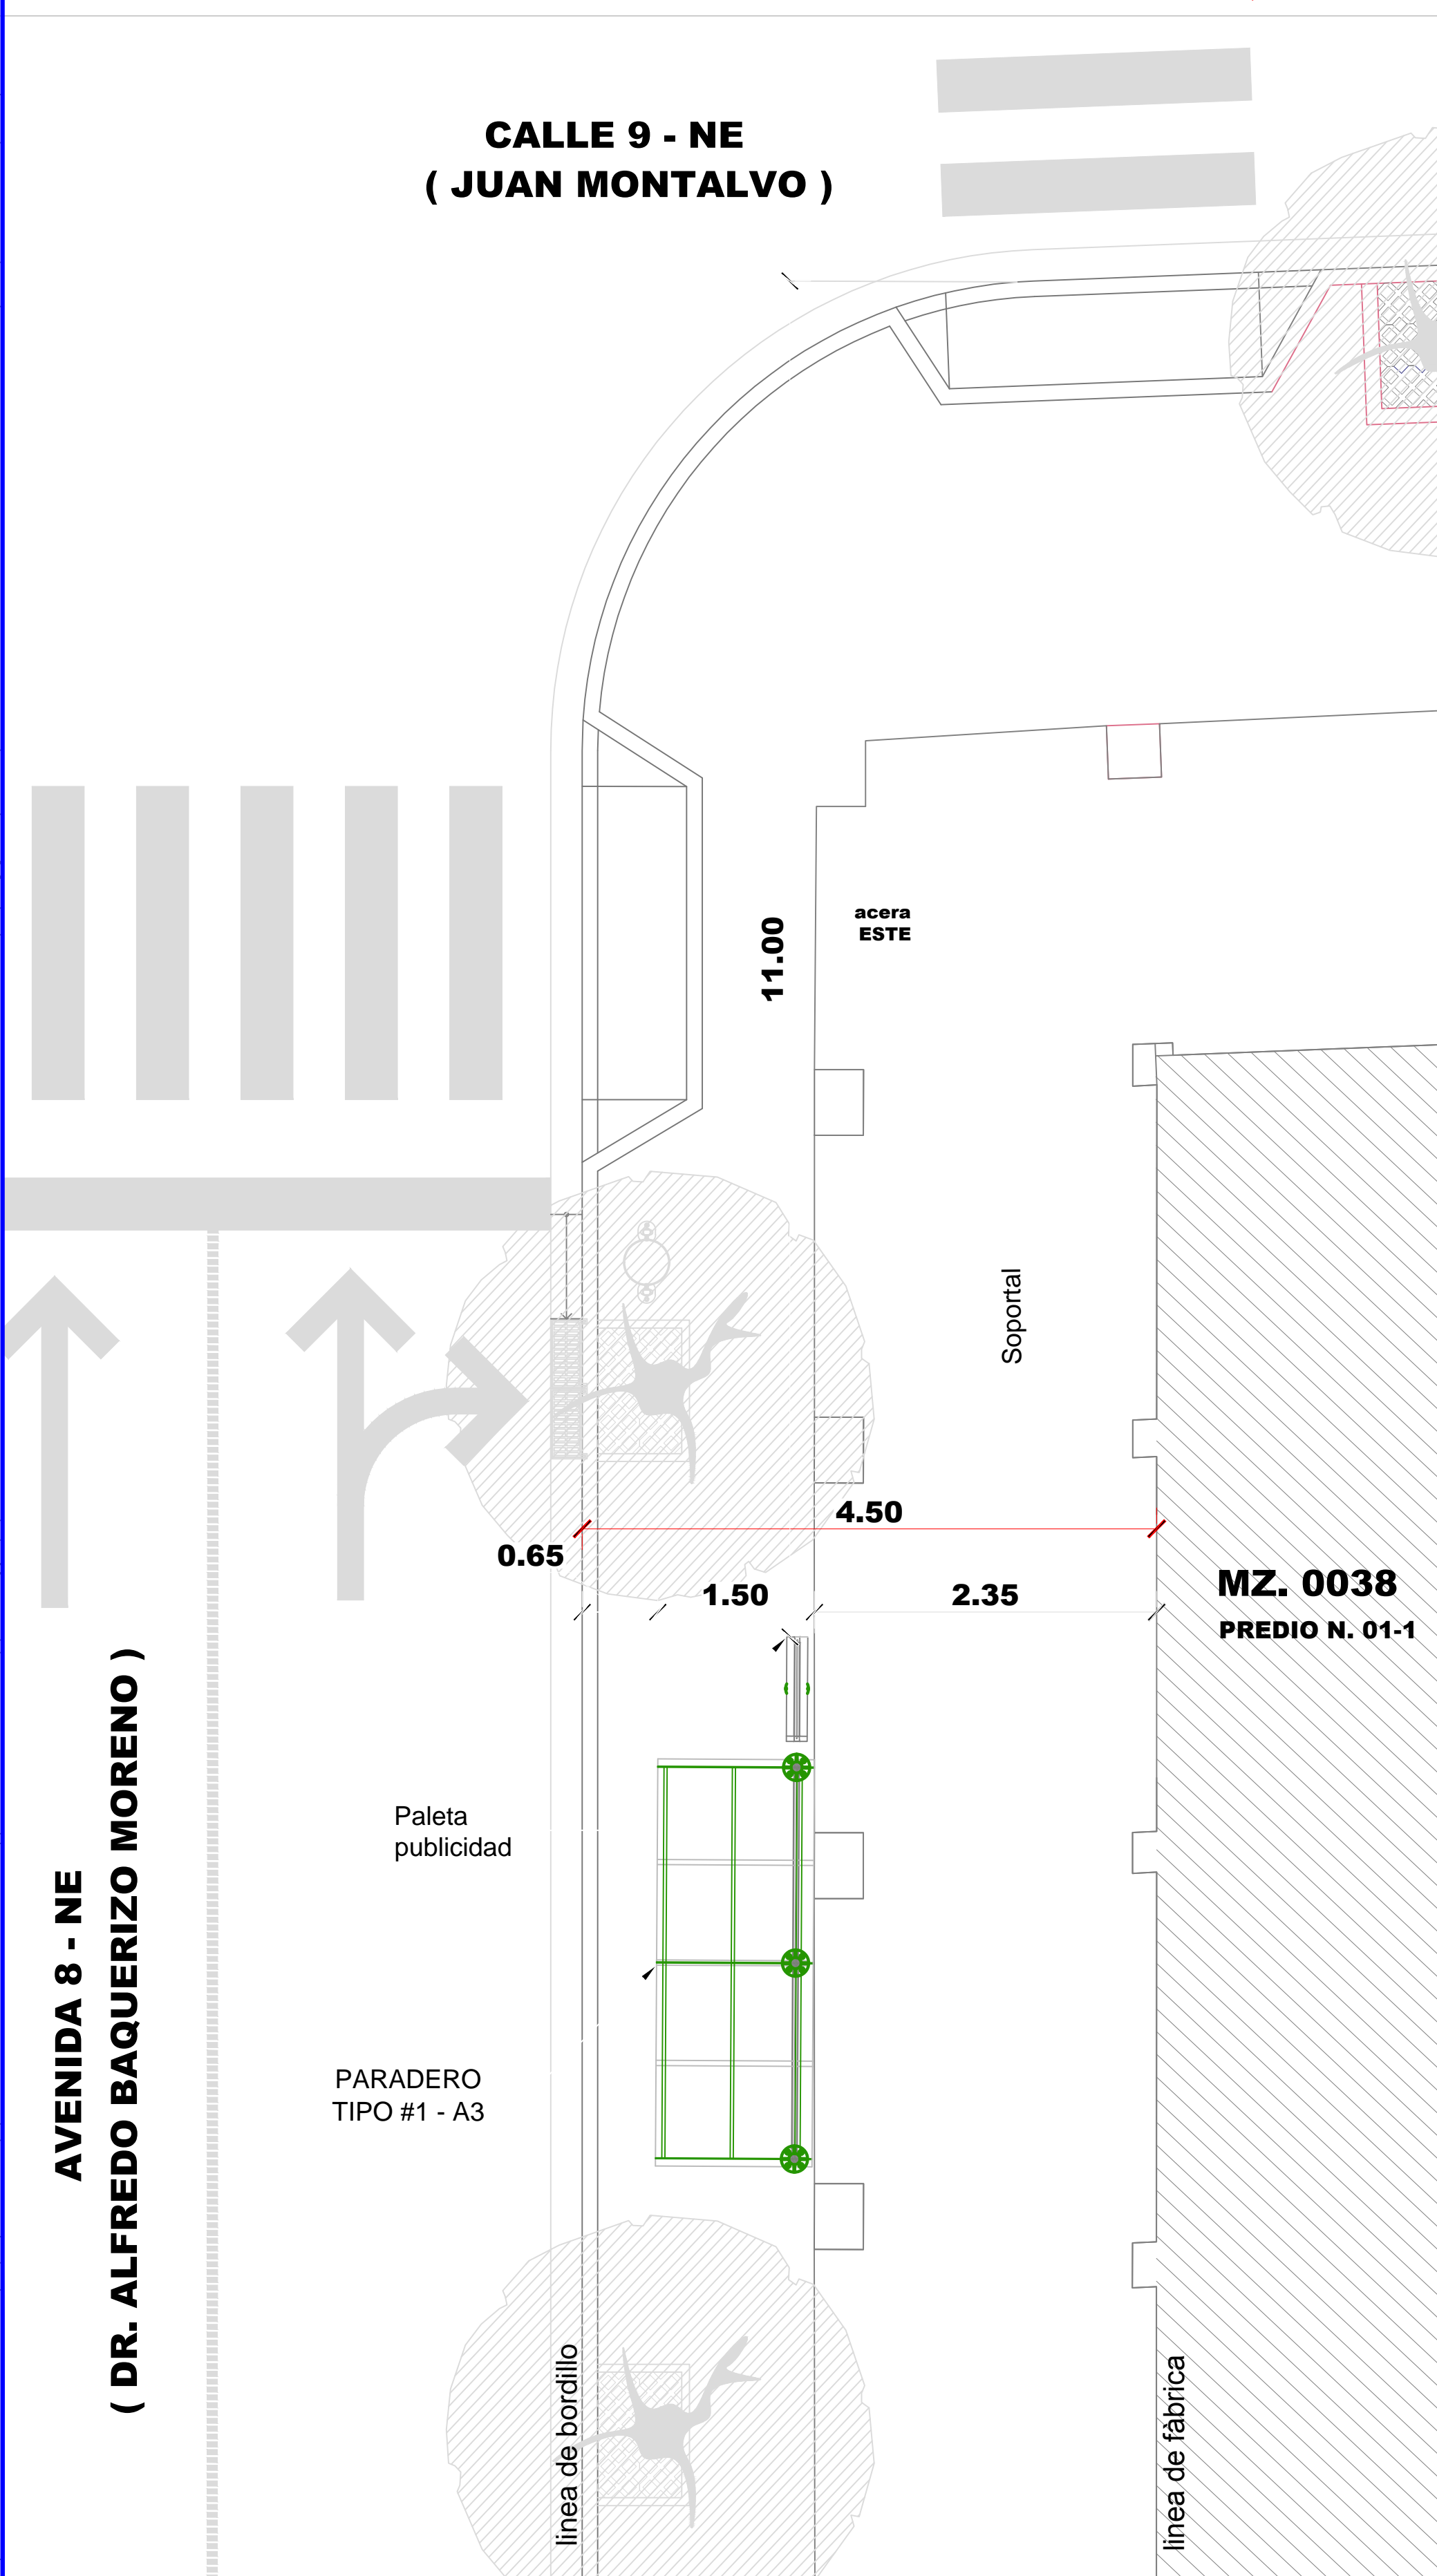 CALLE 9 - NE
( JUAN MONTALVO )
acera
ESTE
11.00
Soportal
4.50
0.65
1.50
2.35
MZ. 0038
PREDIO N. 01-1
Paleta
publicidad
AVENIDA 8 - NE
( DR. ALFREDO BAQUERIZO MORENO )
PARADERO
TIPO #1 - A3
linea de bordillo
linea de fàbrica